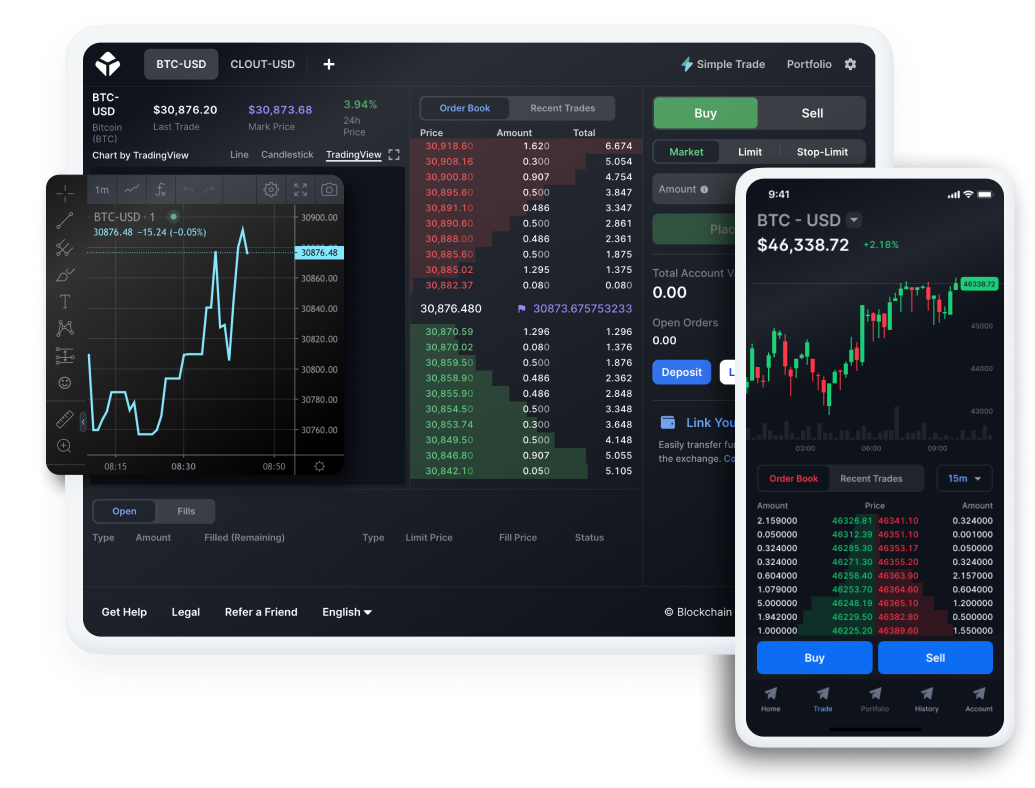 BTC-USD CLOUT-USD + Simple Trade Portfolio
BTC-
USD
Bitcoin
(BTC)
$30,876.20
Last Trade
$30,873.68
Mark Price
3.94%
24h
Price
Chart by TradingView Line Candlestick TradingView
1m
BTC-USD · 1
30876.48 −15.24 (−0.05%)
30900.00
30876.48
30860.00
30840.00
30820.00
30800.00
30780.00
30760.00
08:15 08:30 08:50
Order Book Recent Trades
Price Amount Total
30,918.60 1.620 6.674
30,908.16 0.300 5.054
30,900.80 0.907 4.754
30,895.60 0.500 3.847
30,891.10 0.486 3.347
30,890.60 0.500 2.861
30,888.00 0.486 2.361
30,885.60 0.500 1.875
30,885.02 1.295 1.375
30,882.37 0.080 0.080
30,876.480 30873.675753233
30,870.59 1.296 1.296
30,870.02 0.080 1.376
30,859.50 0.500 1.876
30,858.90 0.486 2.362
30,855.90 0.486 2.848
30,854.50 0.500 3.348
30,853.74 0.300 3.648
30,849.50 0.500 4.148
30,846.80 0.907 5.055
30,842.10 0.050 5.105
Buy Sell
Market Limit Stop-Limit
Amount
Total Account
0.00
Open Orders
0.00
Deposit
Link
Easily transfer
the exchange.
Open Fills
Type Amount Filled (Remaining) Type Limit Price Fill Price Status
Get Help Legal Refer a Friend English © Blockchain
9:41
BTC - USD
$46,338.72 +2.18%
46338.72
45000
44000
43000
03:00 06:00 09:00
Order Book Recent Trades 15m
Amount Price Amount
2.159000 46326.81 46341.10 0.324000
0.050000 46312.39 46351.10 0.001000
0.324000 46285.30 46353.17 0.050000
0.324000 46271.30 46355.20 0.324000
0.604000 46258.40 46363.90 2.157000
1.079000 46253.70 46364.60 0.604000
5.000000 46248.19 46365.10 1.200000
1.942000 46229.50 46382.80 0.500000
1.000000 46225.20 46389.60 1.550000
Buy Sell
Home Trade Portfolio History Account